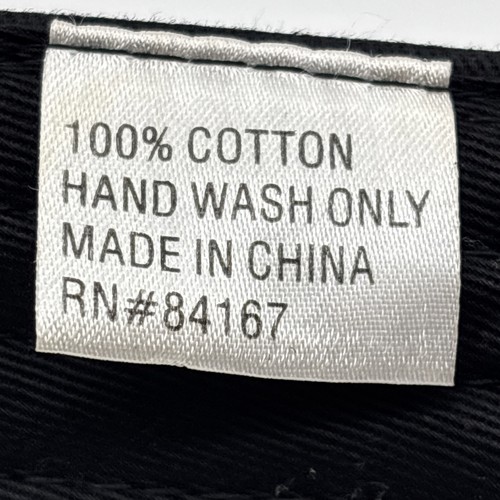 100% COTTON
HAND WASH ONLY
MADE IN CHINA
RN#84167